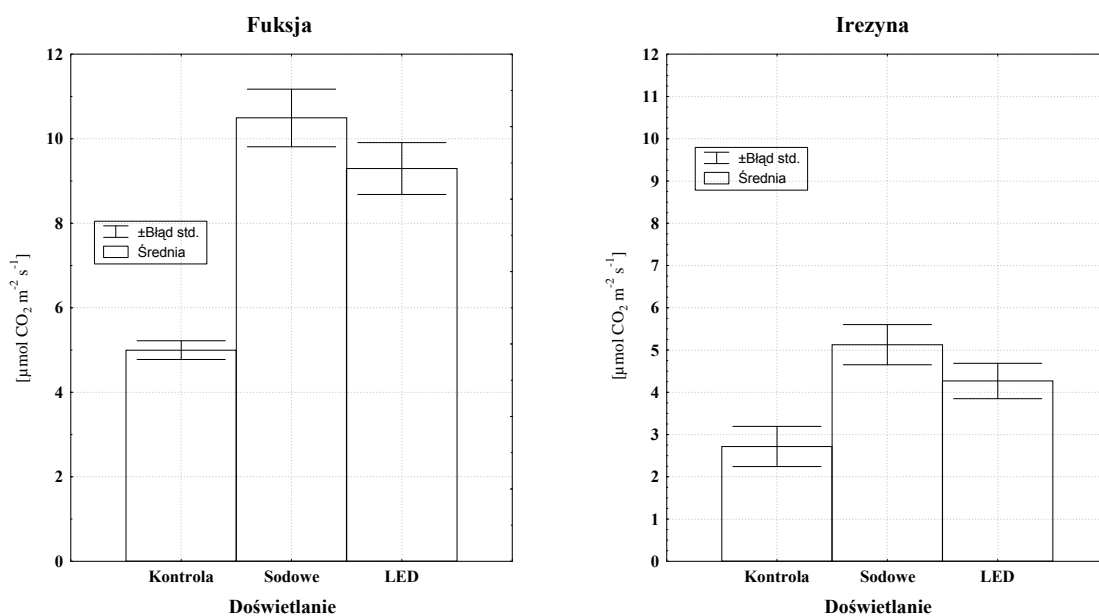 Fuksja
12
10
8
6
4
2
0
[µmol CO₂ m⁻² s⁻¹]
±Błąd std.
Średnia
Kontrola Sodowe LED
Doświetlanie
Irezyna
12
11
10
9
8
7
6
5
4
3
2
1
0
[µmol CO₂ m⁻² s⁻¹]
±Błąd std.
Średnia
Kontrola Sodowe LED
Doświetlanie